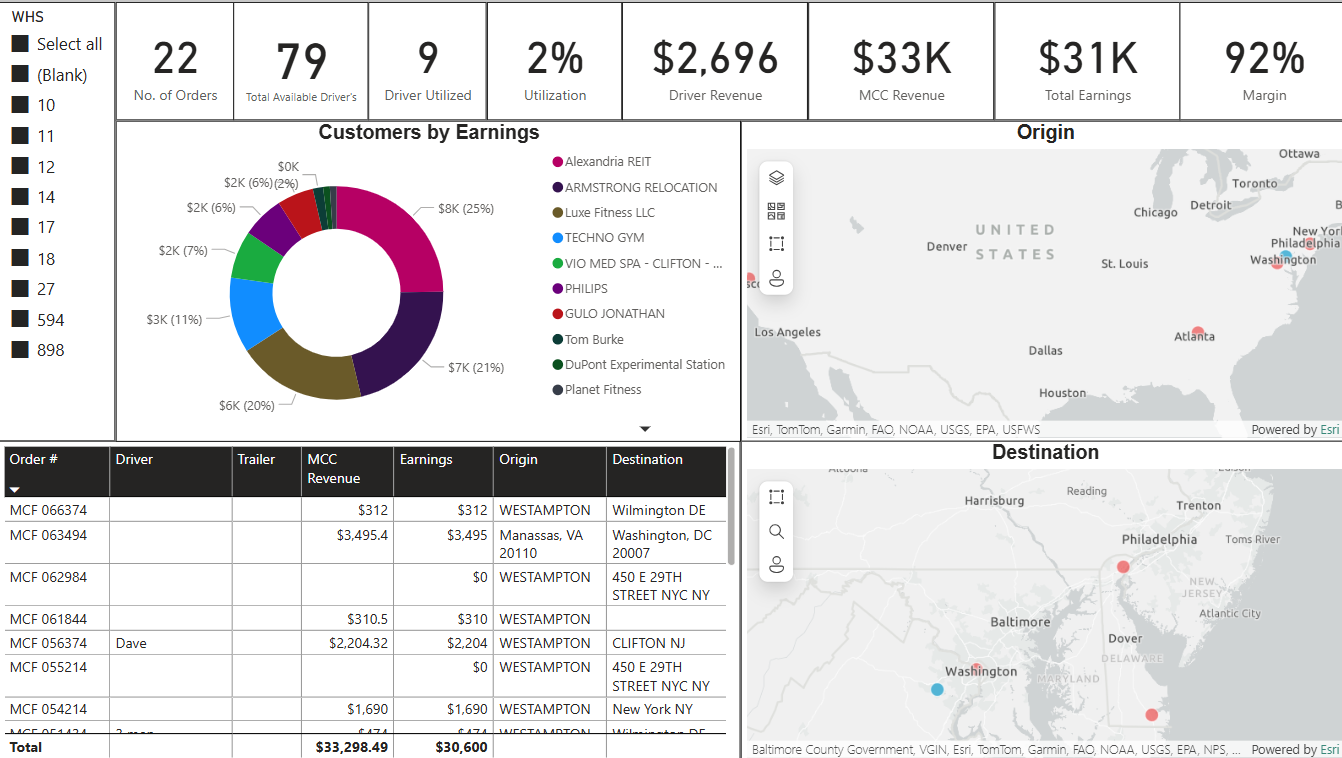 WHS
Select all
(Blank)
10
11
12
14
17
18
27
594
898
22
No. of Orders
79
Total Available Driver's
9
Driver Utilized
2%
Utilization
$2,696
Driver Revenue
$33K
MCC Revenue
$31K
Total Earnings
92%
Margin
Customers by Earnings
$0K
(2%)
$2K (6%)
$2K (6%)
$2K (7%)
$3K (11%)
$6K (20%)
$7K (21%)
$8K (25%)
Alexandria REIT
ARMSTRONG RELOCATION
Luxe Fitness LLC
TECHNO GYM
VIO MED SPA - CLIFTON - ...
PHILIPS
GULO JONATHAN
Tom Burke
DuPont Experimental Station
Planet Fitness
Origin
Ottawa
Toronto
Detroit
Chicago
New York
Philadelphia
Washington
UNITED
STATES
Denver
St. Louis
Los Angeles
Atlanta
Dallas
Houston
Esri, TomTom, Garmin, FAO, NOAA, USGS, EPA, USFWS
Powered by Esri
Order # Driver Trailer MCC Revenue Earnings Origin Destination
MCF 066374 $312 $312 WESTAMPTON Wilmington DE
MCF 063494 $3,495.4 $3,495 Manassas, VA 20110 Washington, DC 20007
MCF 062984 $0 WESTAMPTON 450 E 29TH STREET NYC NY
MCF 061844 $310.5 $310 WESTAMPTON
MCF 056374 Dave $2,204.32 $2,204 WESTAMPTON CLIFTON NJ
MCF 055214 $0 WESTAMPTON 450 E 29TH STREET NYC NY
MCF 054214 $1,690 $1,690 WESTAMPTON New York NY
Total $33,298.49 $30,600
Destination
Harrisburg
Reading
Trenton
Philadelphia
Toms River
NEW
JERSEY
Atlantic City
Baltimore
Dover
DELAWARE
Washington
MARYLAND
Baltimore County Government, VGIN, Esri, TomTom, Garmin, FAO, NOAA, USGS, EPA, NPS, ...
Powered by Esri